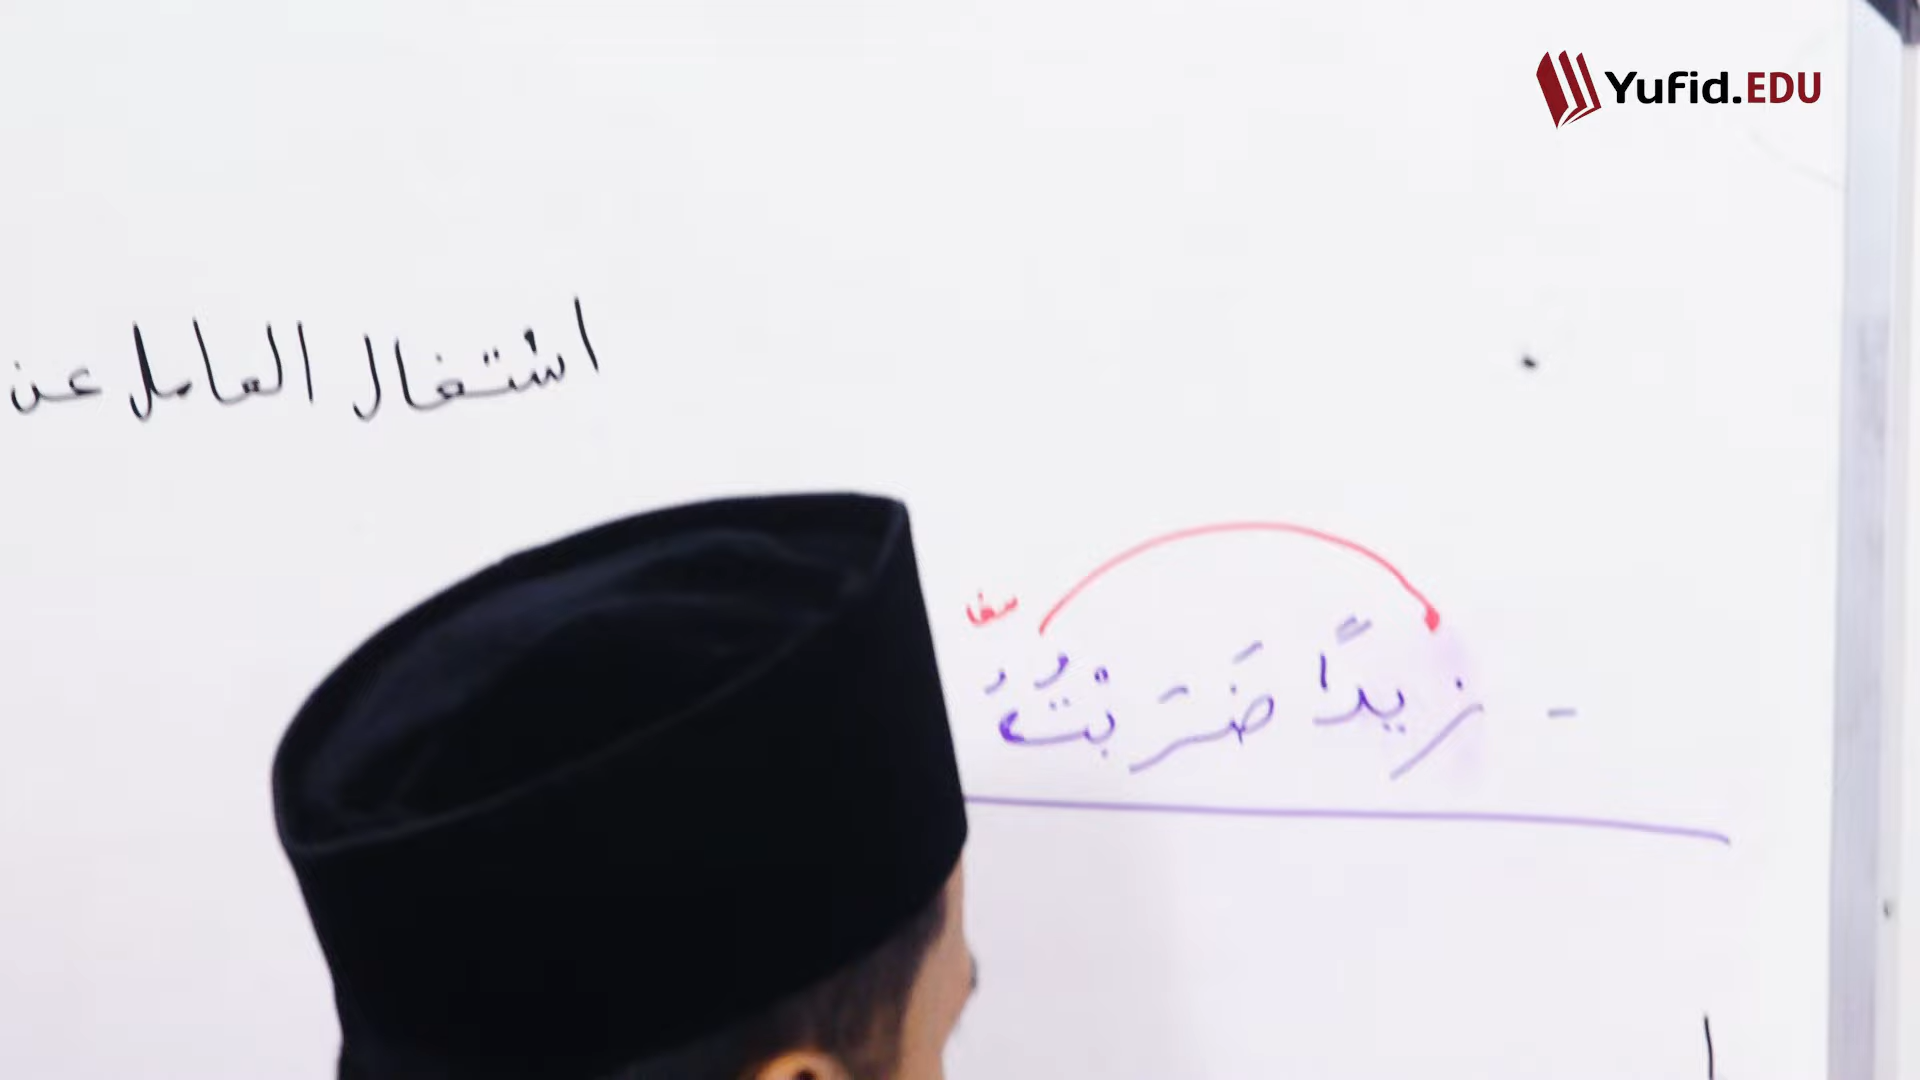 Yufid.EDU
اشتغال العامل عن
- زيدًا ضَرَبْتُهُ